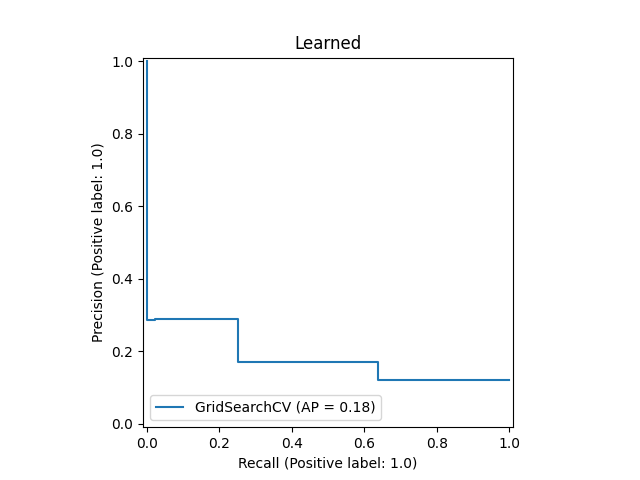 Learned
1.0
0.8
0.6
0.4
0.2
0.0
Precision (Positive label: 1.0)
GridSearchCV (AP = 0.18)
0.0 0.2 0.4 0.6 0.8 1.0
Recall (Positive label: 1.0)